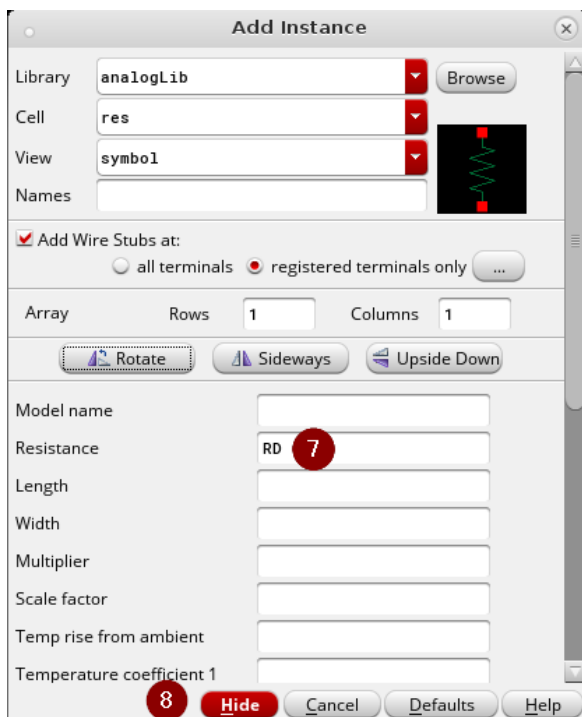 Add Instance
Library analogLib Browse
Cell res
View symbol
Names
Add Wire Stubs at:
all terminals registered terminals only ...
Array Rows 1 Columns 1
Rotate Sideways Upside Down
Model name
Resistance RD 7
Length
Width
Multiplier
Scale factor
Temp rise from ambient
Temperature coefficient 1
8 Hide Cancel Defaults Help